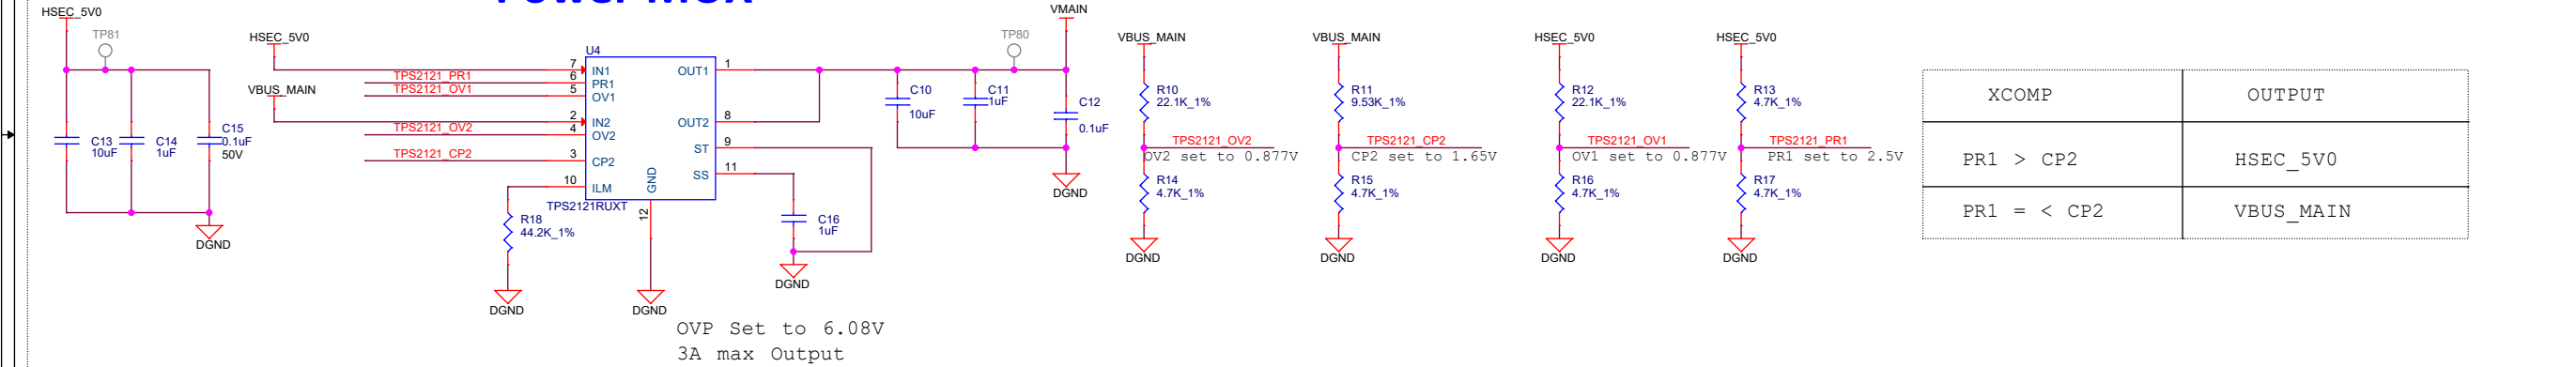 Power MUX
HSEC_5V0
TP81
C13
10uF
C14
1uF
C15
0.1uF
50V
DGND
HSEC_5V0
VBUS_MAIN
TPS2121_PR1
TPS2121_OV1
TPS2121_OV2
TPS2121_CP2
U4
7
6
5
2
4
3
10
IN1
PR1
OV1
IN2
OV2
CP2
ILM
GND
12
OUT1
OUT2
ST
SS
1
8
9
11
TPS2121RUXT
R18
44.2K_1%
DGND
DGND
C16
1uF
DGND
OVP Set to 6.08V
3A max Output
TP80
VMAIN
C10
10uF
C11
1uF
C12
0.1uF
DGND
VBUS_MAIN
R10
22.1K_1%
TPS2121_OV2
OV2 set to 0.877V
R14
4.7K_1%
DGND
VBUS_MAIN
R11
9.53K_1%
TPS2121_CP2
CP2 set to 1.65V
R15
4.7K_1%
DGND
HSEC_5V0
R12
22.1K_1%
TPS2121_OV1
OV1 set to 0.877V
R16
4.7K_1%
DGND
HSEC_5V0
R13
4.7K_1%
TPS2121_PR1
PR1 set to 2.5V
R17
4.7K_1%
DGND
XCOMP OUTPUT
PR1 > CP2 HSEC_5V0
PR1 = < CP2 VBUS_MAIN